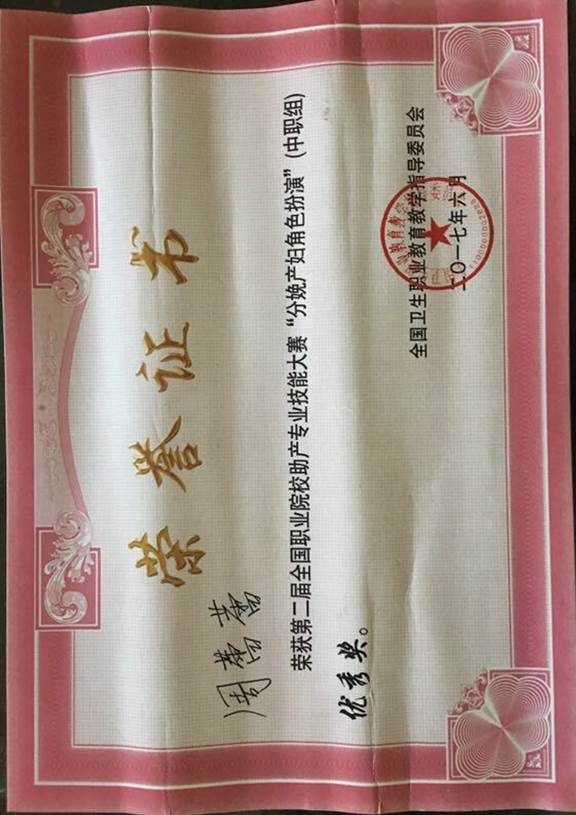 荣誉证书
周蕾蕾
荣获第二届全国职业院校助产专业技能大赛“分娩产妇角色扮演”(中职组)
优秀奖。
全国卫生职业教育教学指导委员会
二〇一七年六月